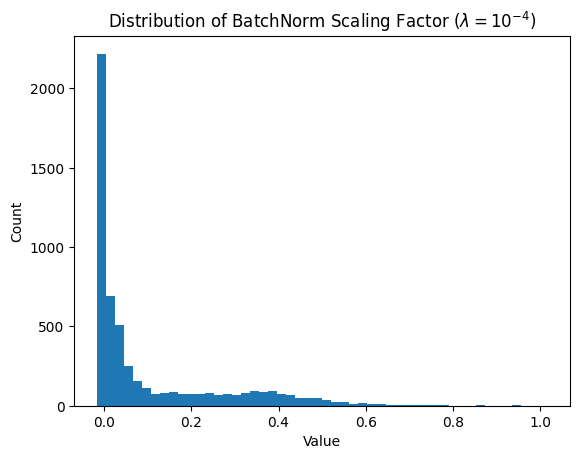 Distribution of BatchNorm Scaling Factor (λ = 10⁻⁴)
2000
1500
1000
500
0
Count
0.0 0.2 0.4 0.6 0.8 1.0
Value